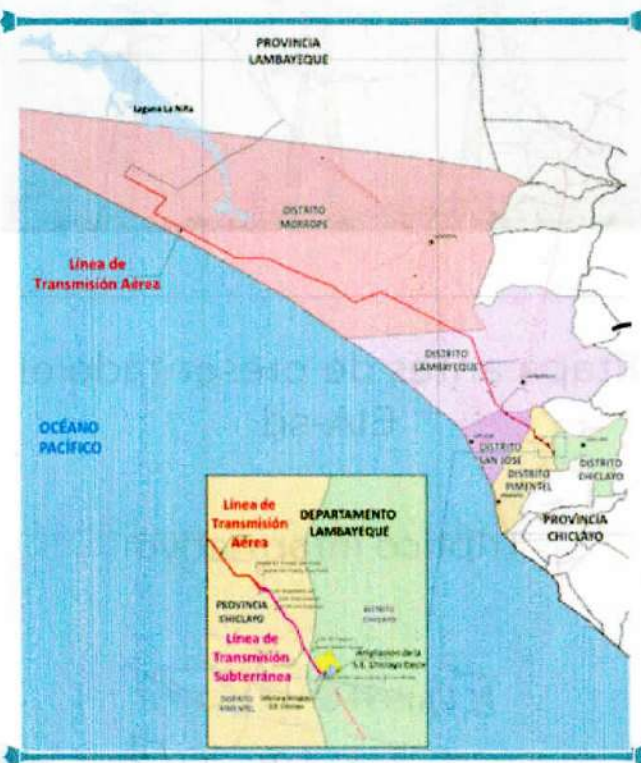 PROVINCIA
LAMBAYEQUE
Laguna La Niña
DISTRITO
MORROPE
Línea de
Transmisión Aérea
DISTRITO
LAMBAYEQUE
OCÉANO
PACÍFICO
DISTRITO
SAN JOSE
DISTRITO
CHICLAYO
DISTRITO
PIMENTEL
PROVINCIA
CHICLAYO
Línea de
Transmisión
Aérea
DEPARTAMENTO
LAMBAYEQUE
PROVINCIA
CHICLAYO
DISTRITO
CHICLAYO
Línea de
Transmisión
Subterránea
Ampliación de la
S.E. Chiclayo Oeste
DISTRITO
PIMENTEL